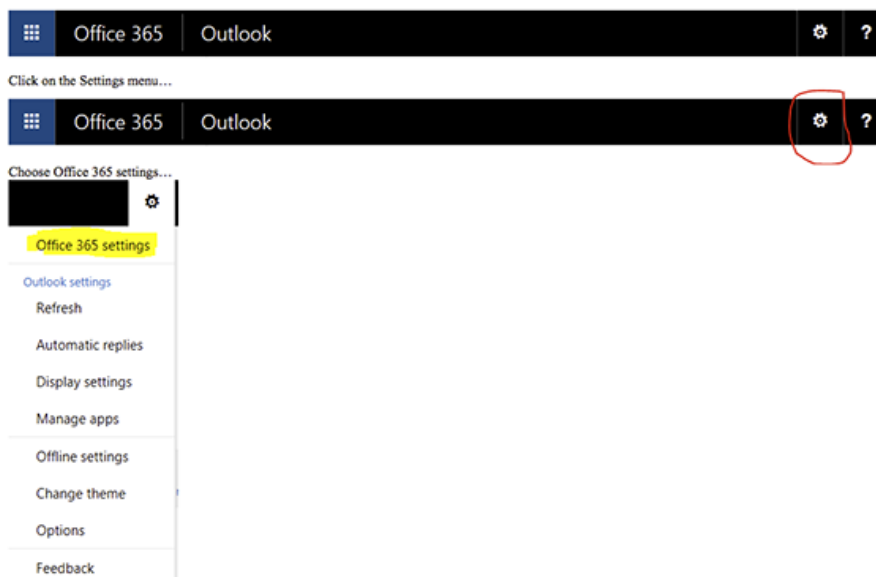 Office 365 Outlook ?
Click on the Settings menu...
Office 365 Outlook ?
Choose Office 365 settings...
Office 365 settings
Outlook settings
Refresh
Automatic replies
Display settings
Manage apps
Offline settings
Change theme
Options
Feedback